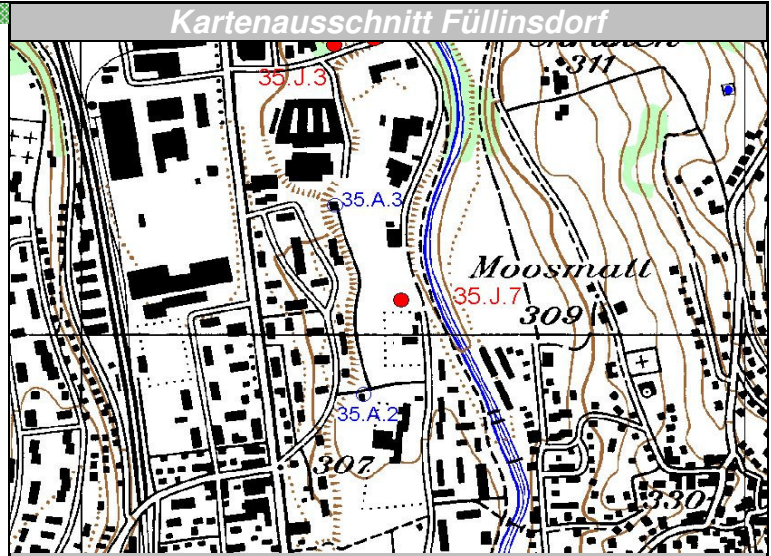 Kartenausschnitt Füllinsdorf
311
35.J.3
35.A.3
Moosmatt
35.J.7
309
35.A.2
307
330